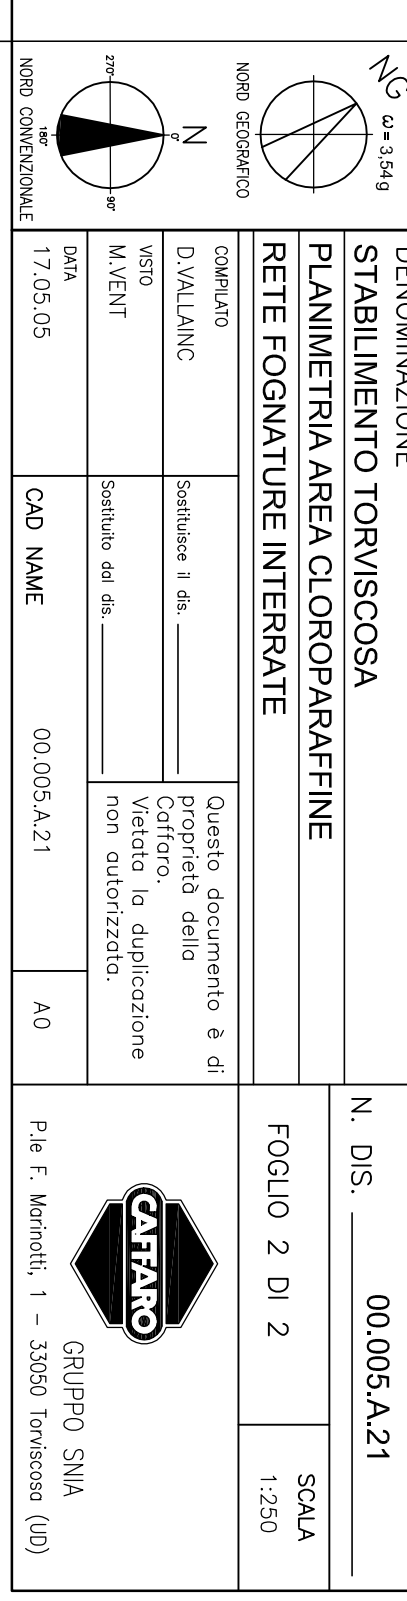 NG
ω= 3,54g
NORD GEOGRAFICO
270°
N
0°
180°
90°
NORD CONVENZIONALE
DENOMINAZIONE
STABILIMENTO TORVISCOSA
PLANIMETRIA AREA CLOROPARAFFINE
RETE FOGNATURE INTERRATE
COMPILATO
D.VALLAINC
VISTO
M.VENT
DATA
17.05.05
Sostituisce il dis.
Sostituito dal dis.
CAD NAME 00.005.A.21
Questo documento è di
proprietà della
Caffaro.
Vietata la duplicazione
non autorizzata.
A0
N. DIS. 00.005.A.21
FOGLIO 2 DI 2
SCALA
1:250
CAFFARO
GRUPPO SNIA
P.le F. Marinotti, 1 – 33050 Torviscosa (UD)